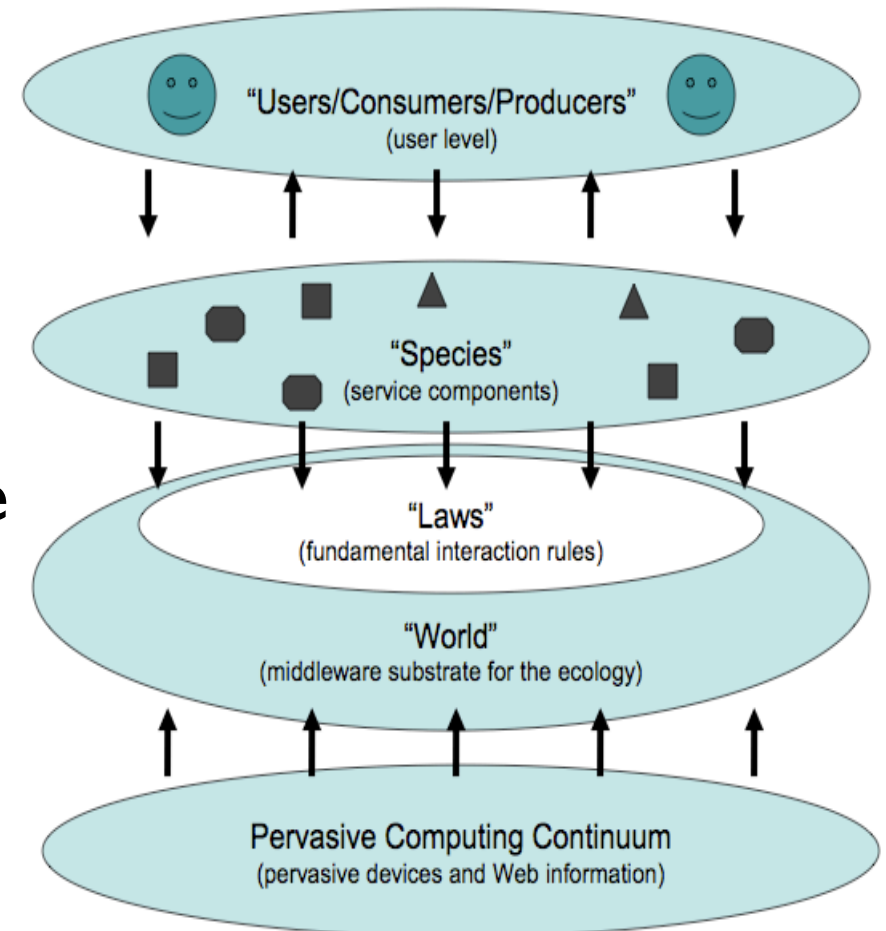 “Users/Consumers/Producers”
(user level)
“Species”
(service components)
e
“Laws”
(fundamental interaction rules)
“World”
(middleware substrate for the ecology)
Pervasive Computing Continuum
(pervasive devices and Web information)